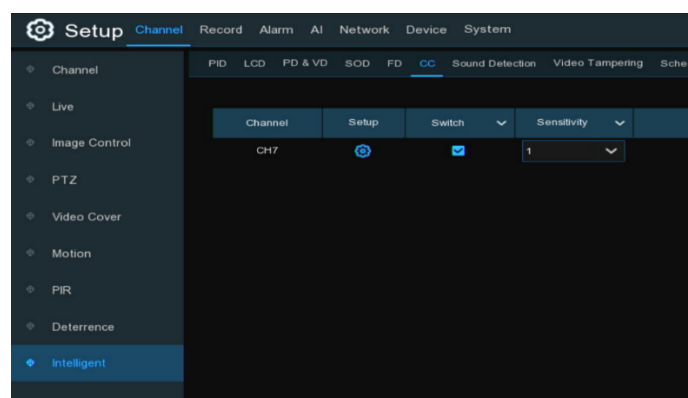 Setup Channel Record Alarm AI Network Device System
PID LCD PD & VD SOD FD CC Sound Detection Video Tampering Sche
Channel
Live
Image Control
PTZ
Video Cover
Motion
PIR
Deterrence
Intelligent
Channel Setup Switch Sensitivity
CH7 1